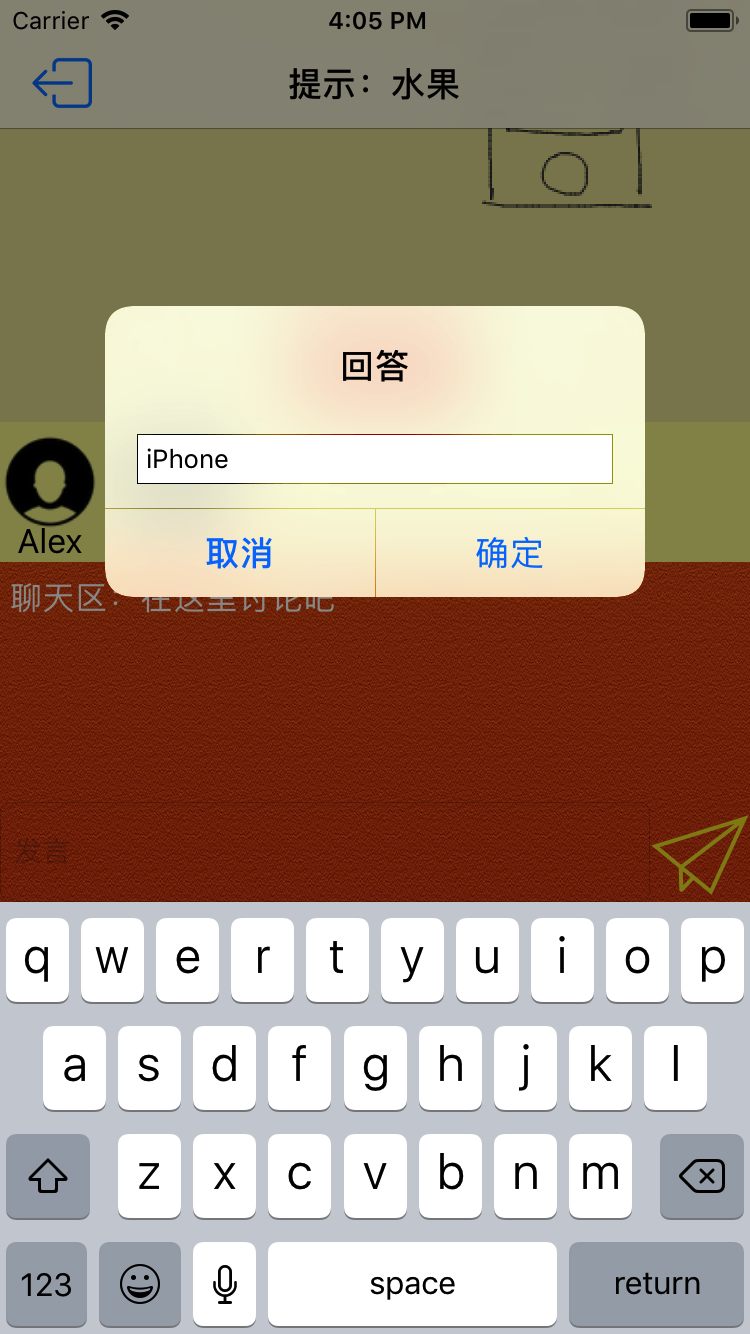 Carrier 4:05 PM
提示：水果
回答
iPhone
Alex
取消 确定
聊天区：在这里讨论吧
发言
q w e r t y u i o p
a s d f g h j k l
z x c v b n m
123 space return